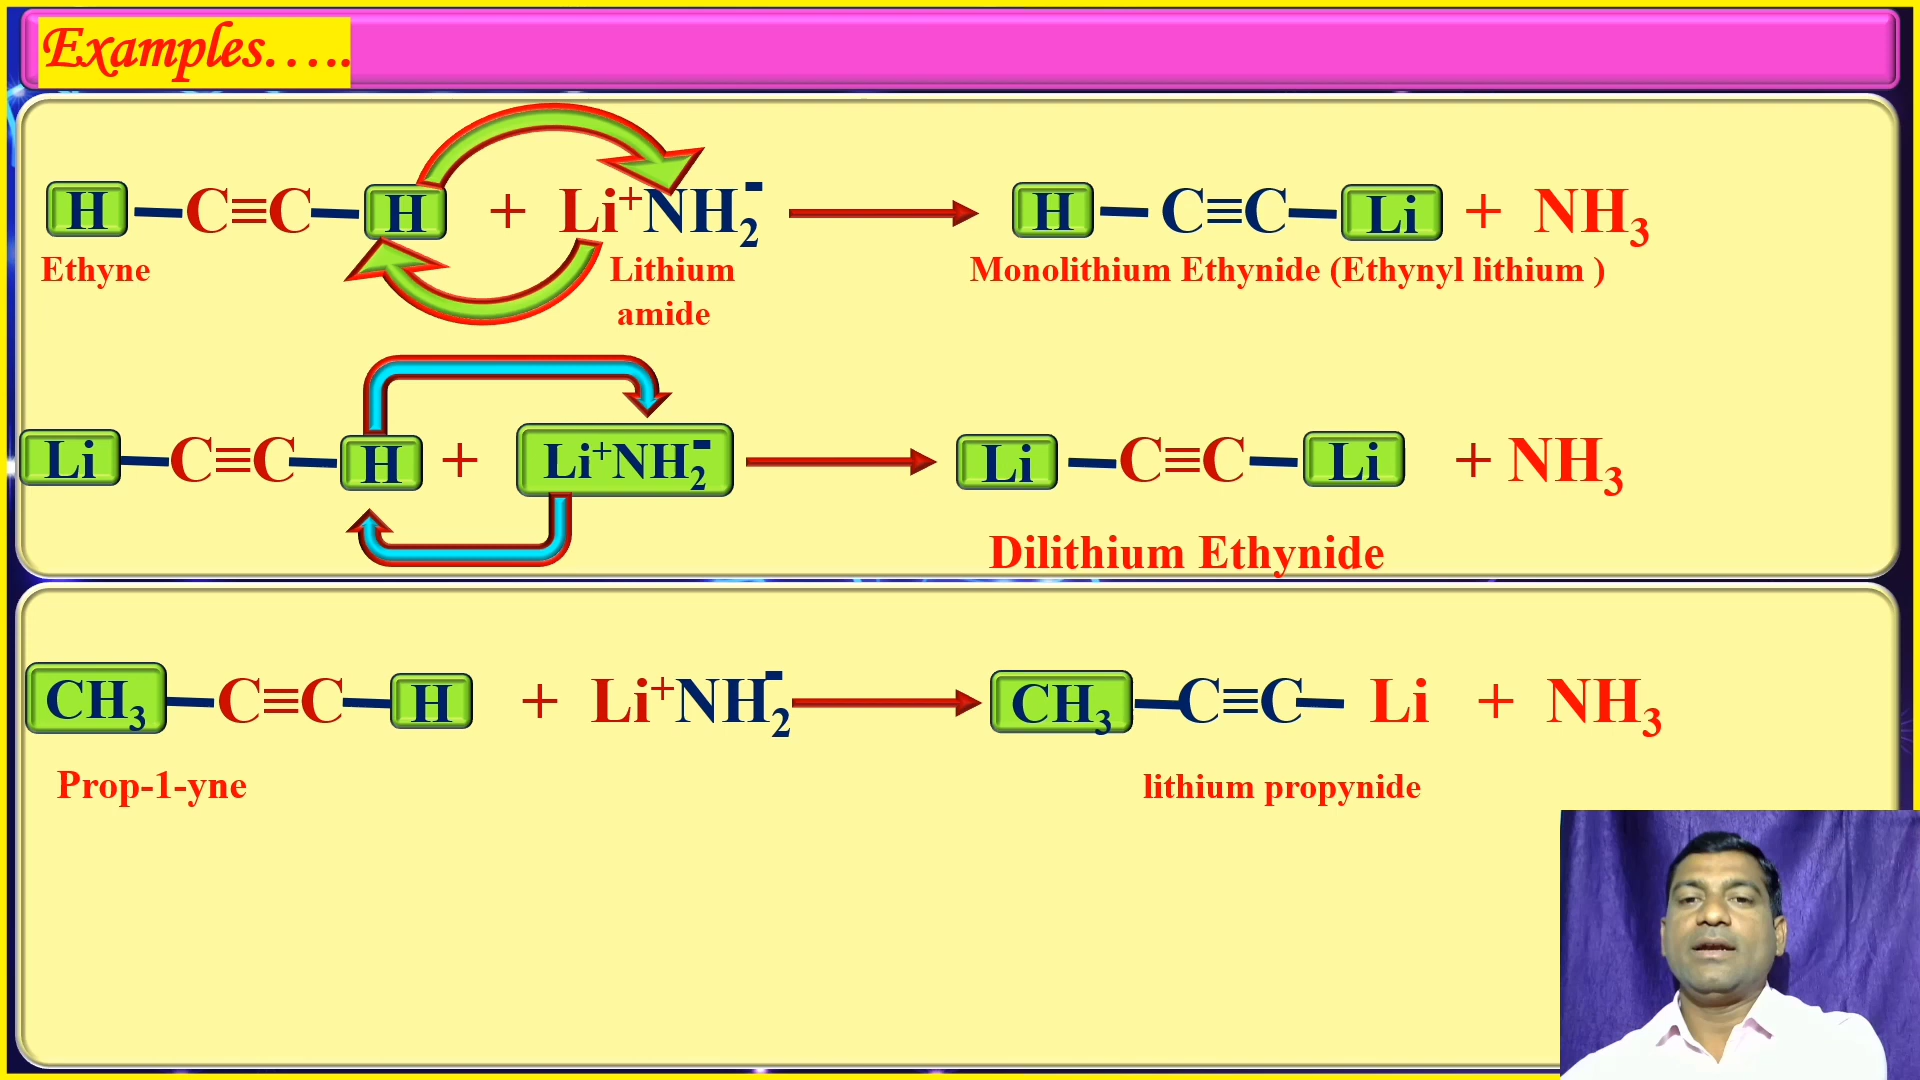 Examples…..
H — C≡C — H + Li⁺NH₂⁻ → H — C≡C — Li + NH₃
Ethyne Lithium amide Monolithium Ethynide (Ethynyl lithium )
Li — C≡C — H + Li⁺NH₂⁻ → Li — C≡C — Li + NH₃
Dilithium Ethynide
CH₃ — C≡C — H + Li⁺NH₂⁻ → CH₃ — C≡C — Li + NH₃
Prop-1-yne lithium propynide